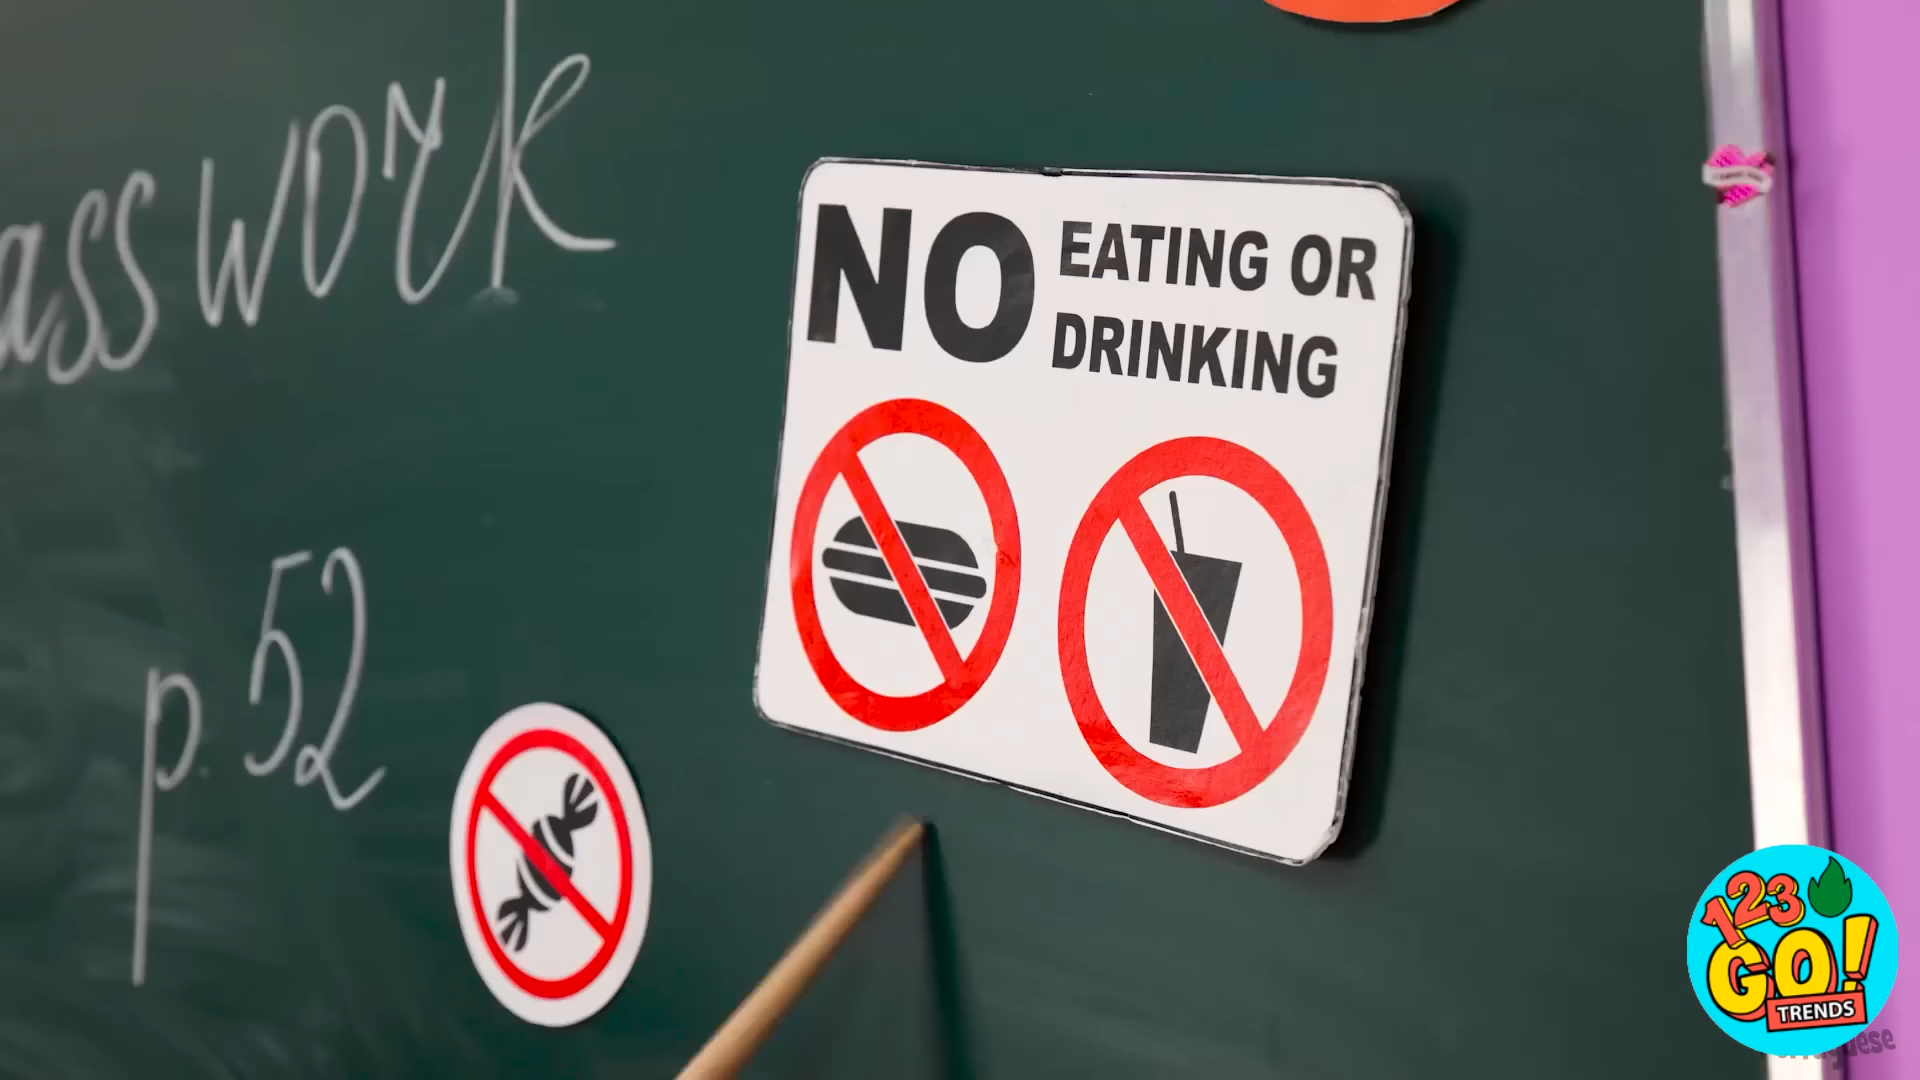 asswork
p. 52
NO EATING OR
DRINKING
123
GO!
TRENDS